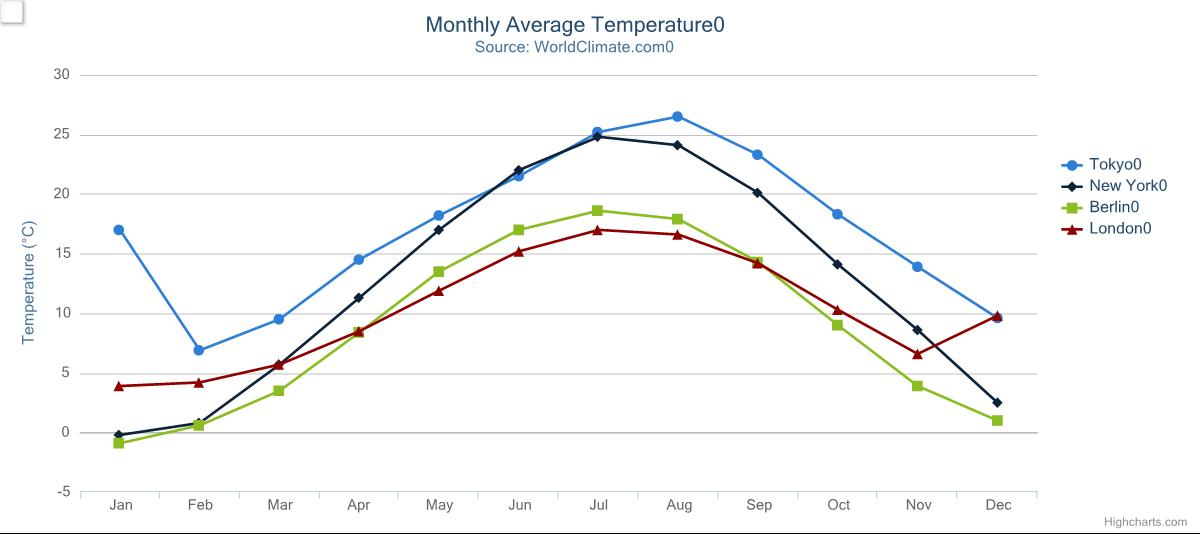 Monthly Average Temperature0
Source: WorldClimate.com0
Temperature (°C)
30
25
20
15
10
5
0
-5
Jan Feb Mar Apr May Jun Jul Aug Sep Oct Nov Dec
Tokyo0
New York0
Berlin0
London0
Highcharts.com